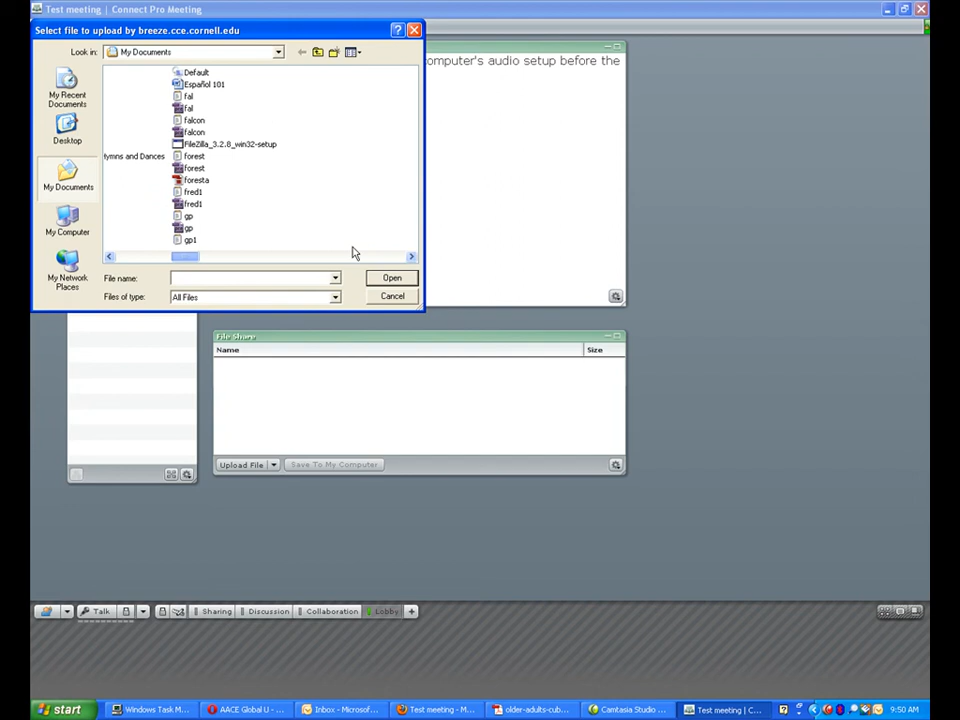 Test meeting | Connect Pro Meeting
Select file to upload by breeze.cce.cornell.edu
Look in:
My Documents
computer's audio setup before the
My Recent
Documents
Desktop
My Documents
My Computer
My Network
Places
Default
Español 101
fal
fal
falcon
falcon
FileZilla_3.2.8_win32-setup
tymns and Dances
forest
forest
foresta
fred1
fred1
gp
gp
gp1
File name:
Open
Files of type:
All Files
Cancel
File Share
Name
Size
Upload File
Save To My Computer
Talk
Sharing
Discussion
Collaboration
Lobby
start
Windows Task M...
AACE Global U - ...
Inbox - Microsof...
Test meeting - M...
older-adults-cub...
Camtasia Studio ...
Test meeting | C...
9:50 AM